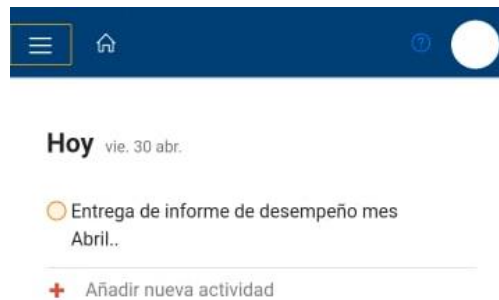 Hoy vie. 30 abr.
Entrega de informe de desempeño mes
Abril..
Añadir nueva actividad